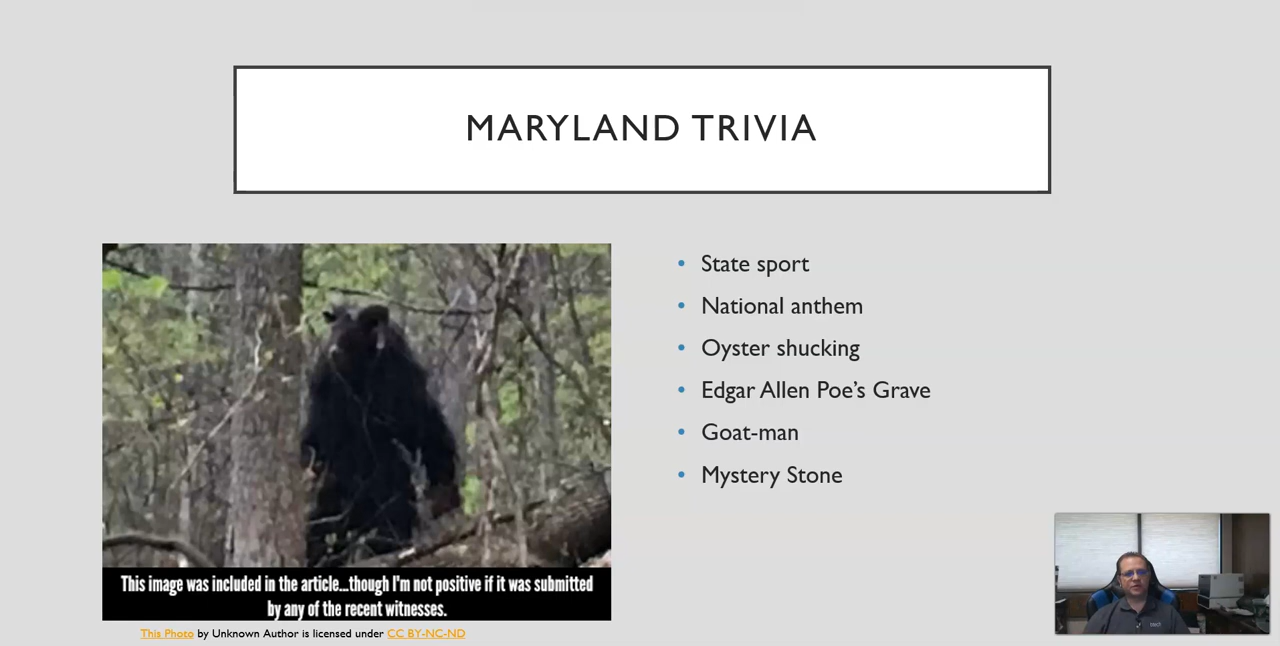 MARYLAND TRIVIA
• State sport
• National anthem
• Oyster shucking
• Edgar Allen Poe's Grave
• Goat-man
• Mystery Stone
This image was included in the article...though I'm not positive if it was submitted
by any of the recent witnesses.
This Photo by Unknown Author is licensed under CC BY-NC-ND